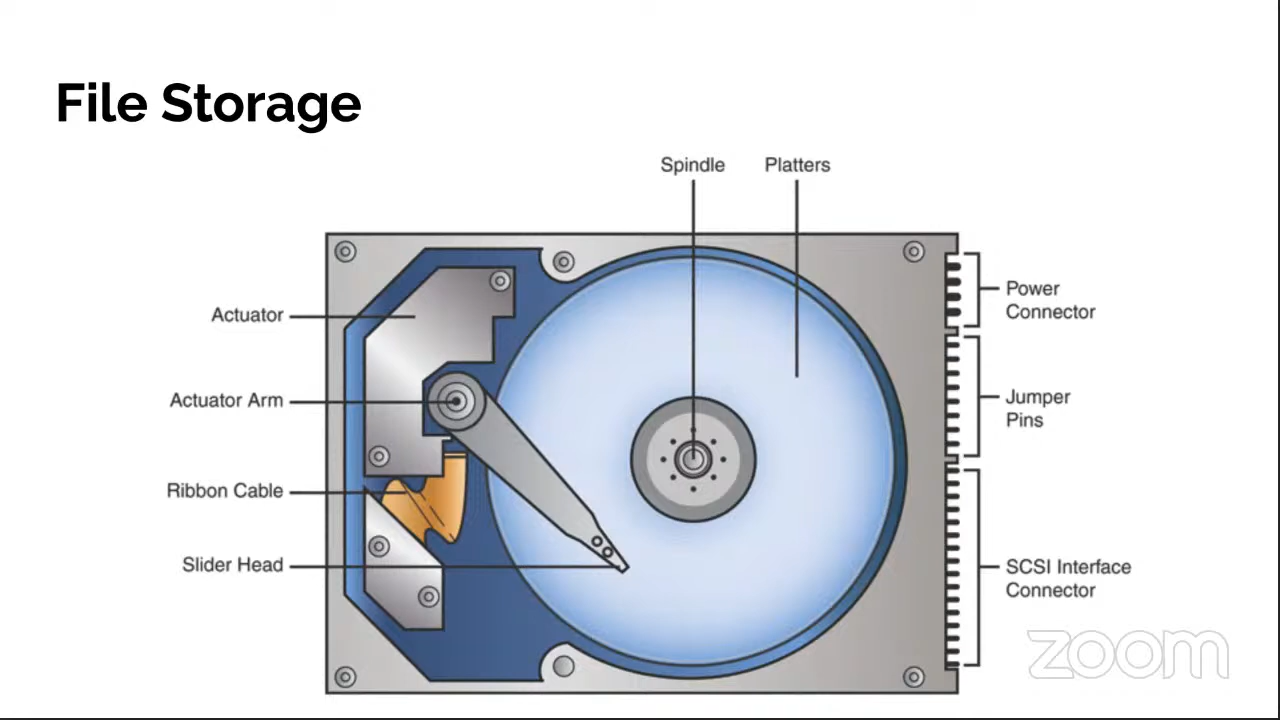 File Storage
Spindle
Platters
Actuator
Actuator Arm
Ribbon Cable
Slider Head
Power
Connector
Jumper
Pins
SCSI Interface
Connector
zoom